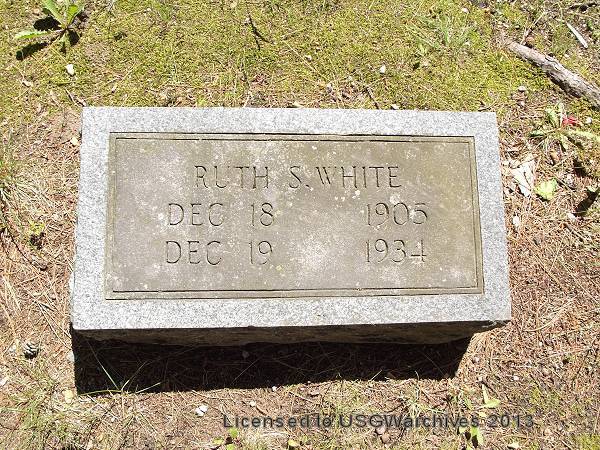 RUTH S. WHITE
DEC 18 1905
DEC 19 1934
Licensed to USGWarchives 2013